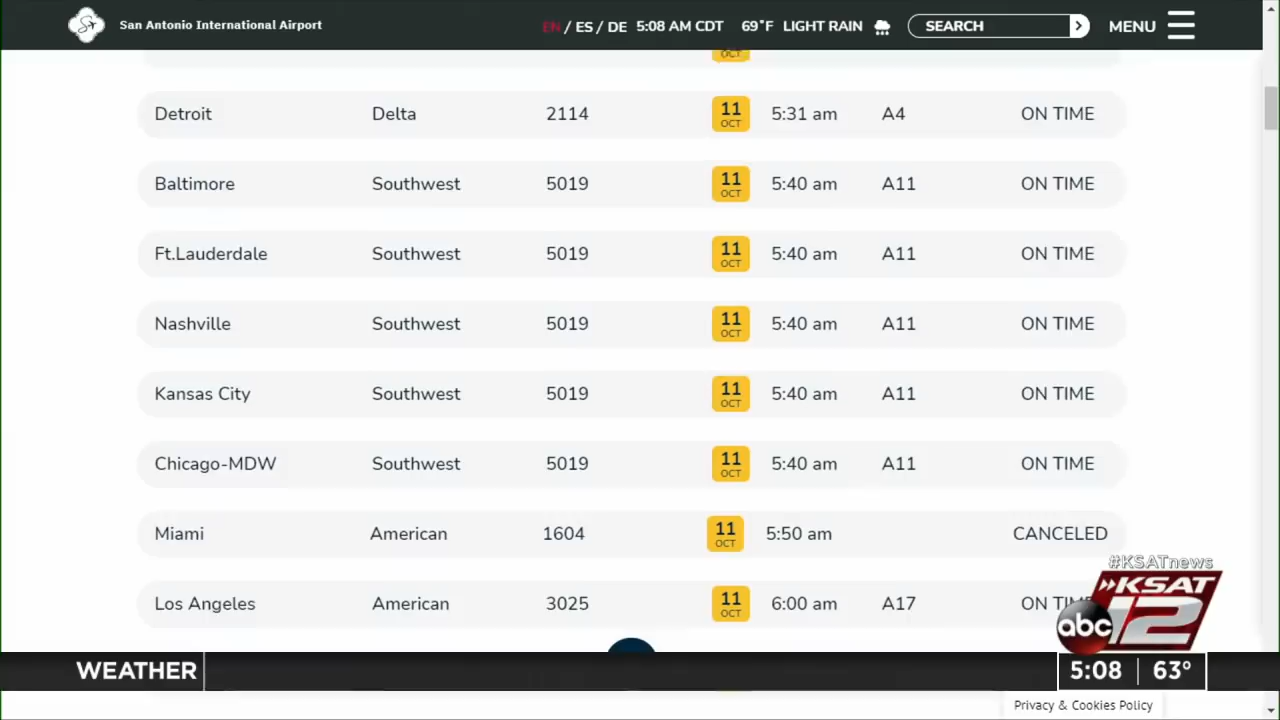 San Antonio International Airport EN / ES / DE 5:08 AM CDT 69°F LIGHT RAIN SEARCH MENU
OCT
Detroit Delta 2114 11 OCT 5:31 am A4 ON TIME
Baltimore Southwest 5019 11 OCT 5:40 am A11 ON TIME
Ft.Lauderdale Southwest 5019 11 OCT 5:40 am A11 ON TIME
Nashville Southwest 5019 11 OCT 5:40 am A11 ON TIME
Kansas City Southwest 5019 11 OCT 5:40 am A11 ON TIME
Chicago-MDW Southwest 5019 11 OCT 5:40 am A11 ON TIME
Miami American 1604 11 OCT 5:50 am CANCELED
#KSATnews
Los Angeles American 3025 11 OCT 6:00 am A17 ON TI
KSAT
abc 12
WEATHER 5:08 63°
Privacy & Cookies Policy